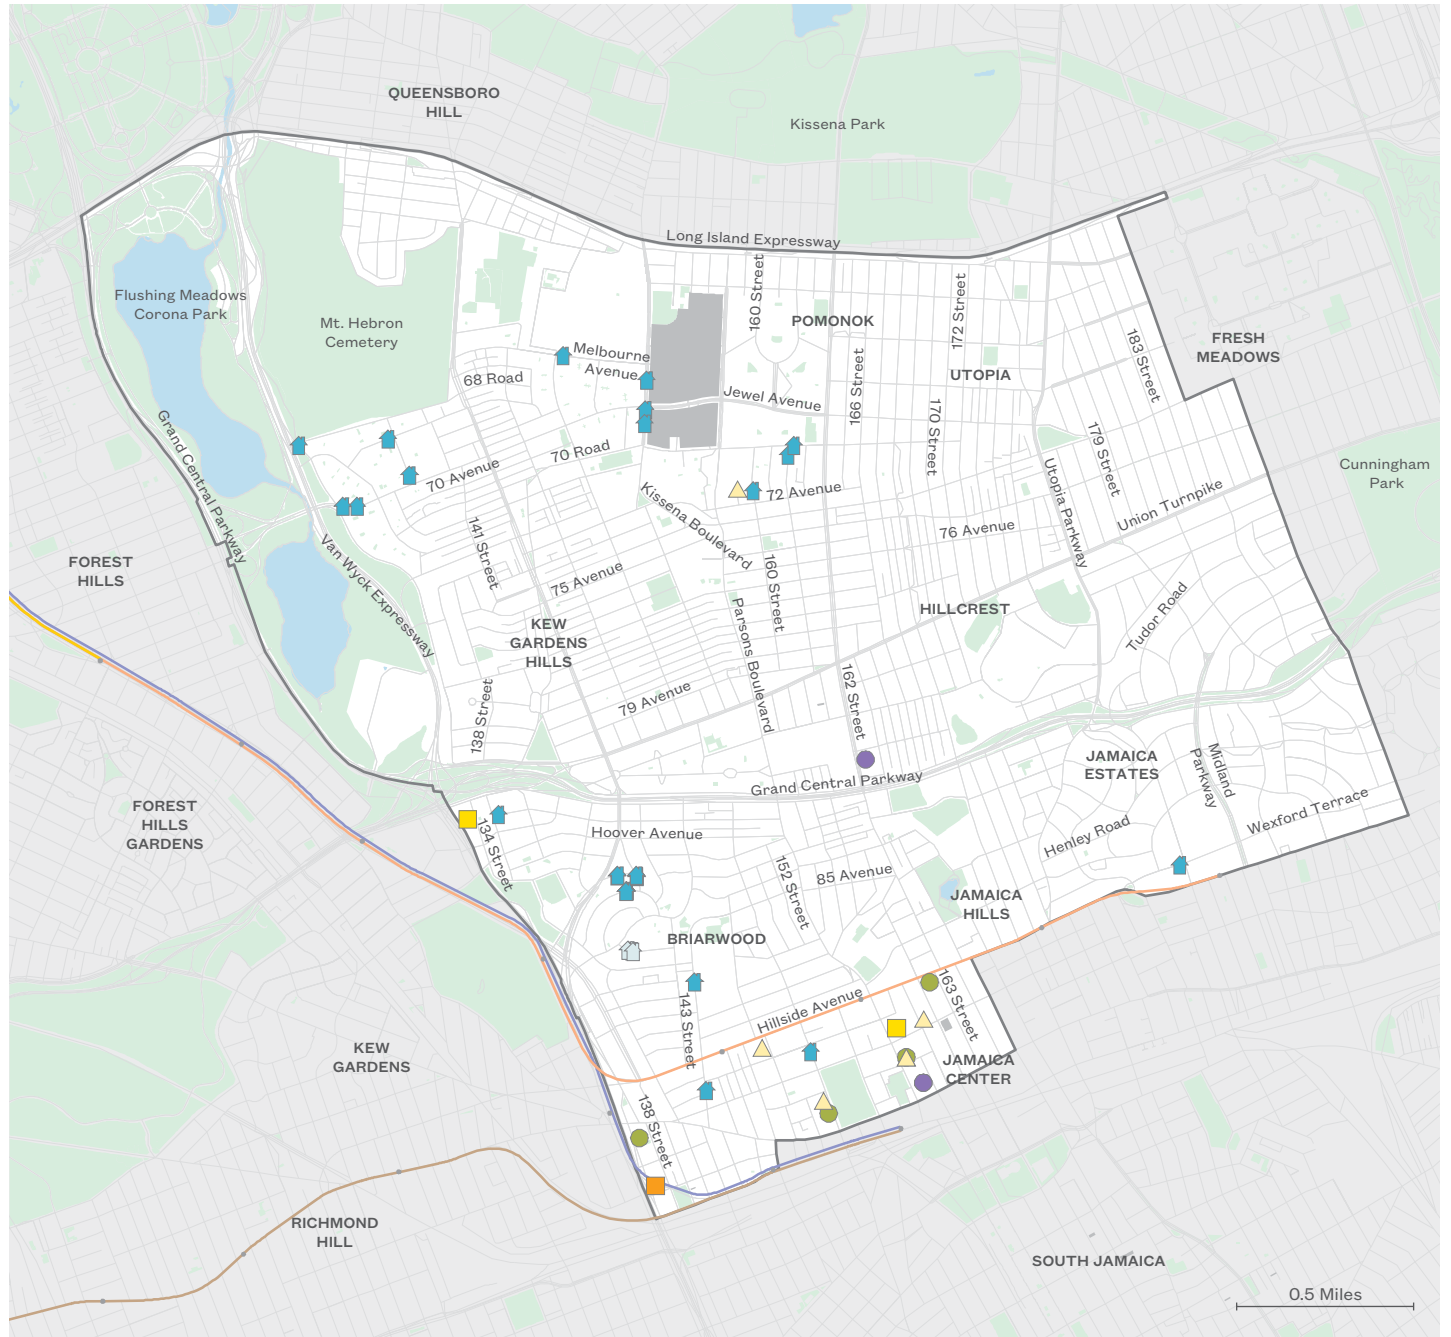 QUEENSBORO
HILL
Kissena Park
Long Island Expressway
Flushing Meadows
Corona Park
Mt. Hebron
Cemetery
160 Street
POMONOK
172 Street
183 Street
FRESH
MEADOWS
Melbourne
Avenue
68 Road
Jewel Avenue
166 Street
UTOPIA
170 Street
179 Street
Grand Central Parkway
70 Road
70 Avenue
Kissena Boulevard
72 Avenue
Utopia Parkway
Union Turnpike
Cunningham
Park
76 Avenue
141 Street
Van Wyck Expressway
FOREST
HILLS
75 Avenue
160 Street
HILLCREST
Tudor Road
KEW
GARDENS
HILLS
Parsons Boulevard
138 Street
79 Avenue
162 Street
Grand Central Parkway
JAMAICA
ESTATES
Midland
Parkway
FOREST
HILLS
GARDENS
134 Street
Hoover Avenue
152 Street
85 Avenue
Henley Road
Wexford Terrace
JAMAICA
HILLS
BRIARWOOD
143 Street
Hillside Avenue
163 Street
KEW
GARDENS
JAMAICA
CENTER
138 Street
RICHMOND
HILL
SOUTH JAMAICA
0.5 Miles